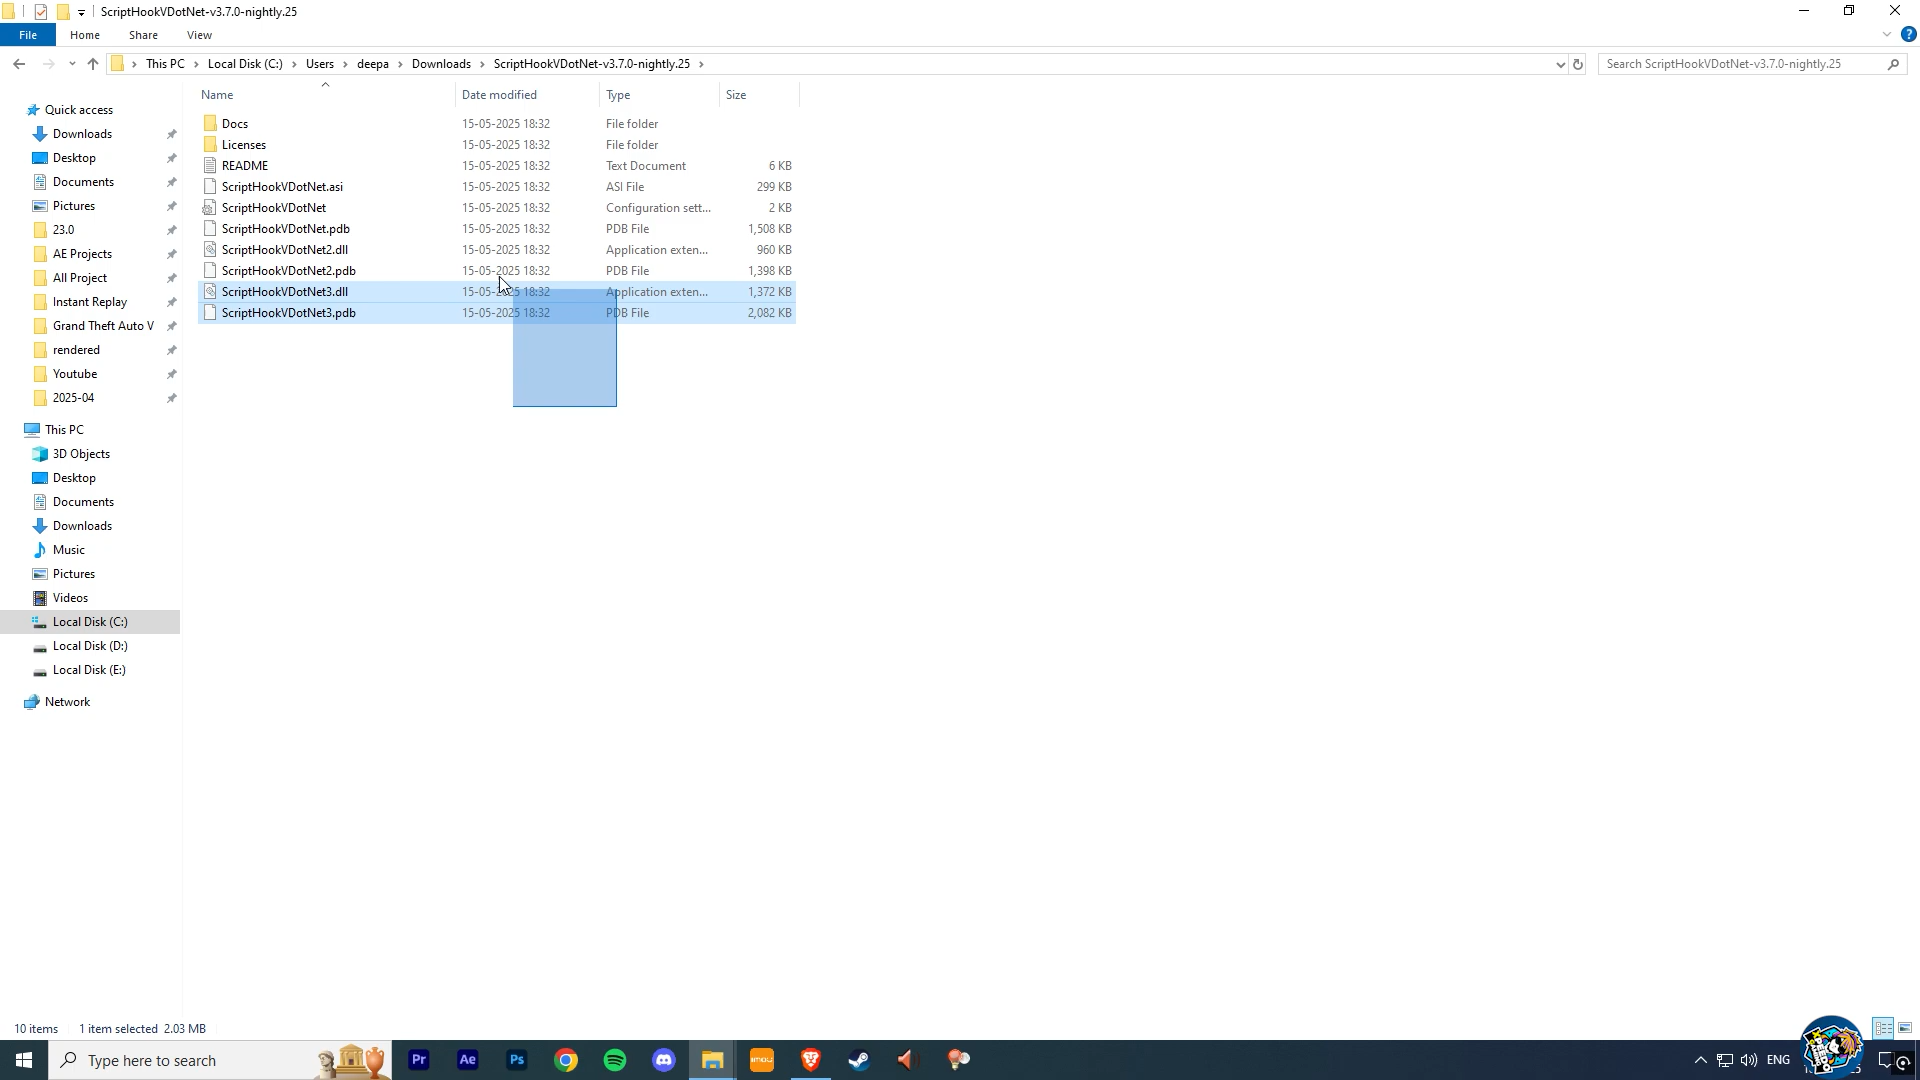 ScriptHookVDotNet-v3.7.0-nightly.25
File Home Share View
This PC Local Disk (C:) Users deepa Downloads ScriptHookVDotNet-v3.7.0-nightly.25
Search ScriptHookVDotNet-v3.7.0-nightly.25
Name Date modified Type Size
Docs 15-05-2025 18:32 File folder
Licenses 15-05-2025 18:32 File folder
README 15-05-2025 18:32 Text Document 6 KB
ScriptHookVDotNet.asi 15-05-2025 18:32 ASI File 299 KB
ScriptHookVDotNet 15-05-2025 18:32 Configuration sett... 2 KB
ScriptHookVDotNet.pdb 15-05-2025 18:32 PDB File 1,508 KB
ScriptHookVDotNet2.dll 15-05-2025 18:32 Application exten... 960 KB
ScriptHookVDotNet2.pdb 15-05-2025 18:32 PDB File 1,398 KB
ScriptHookVDotNet3.dll 15-05-2025 18:32 Application exten... 1,372 KB
ScriptHookVDotNet3.pdb 15-05-2025 18:32 PDB File 2,082 KB
Quick access
Downloads
Desktop
Documents
Pictures
23.0
AE Projects
All Project
Instant Replay
Grand Theft Auto V
rendered
Youtube
2025-04
This PC
3D Objects
Desktop
Documents
Downloads
Music
Pictures
Videos
Local Disk (C:)
Local Disk (D:)
Local Disk (E:)
Network
10 items 1 item selected 2.03 MB
Type here to search
Pr Ae Ps imou
ENG